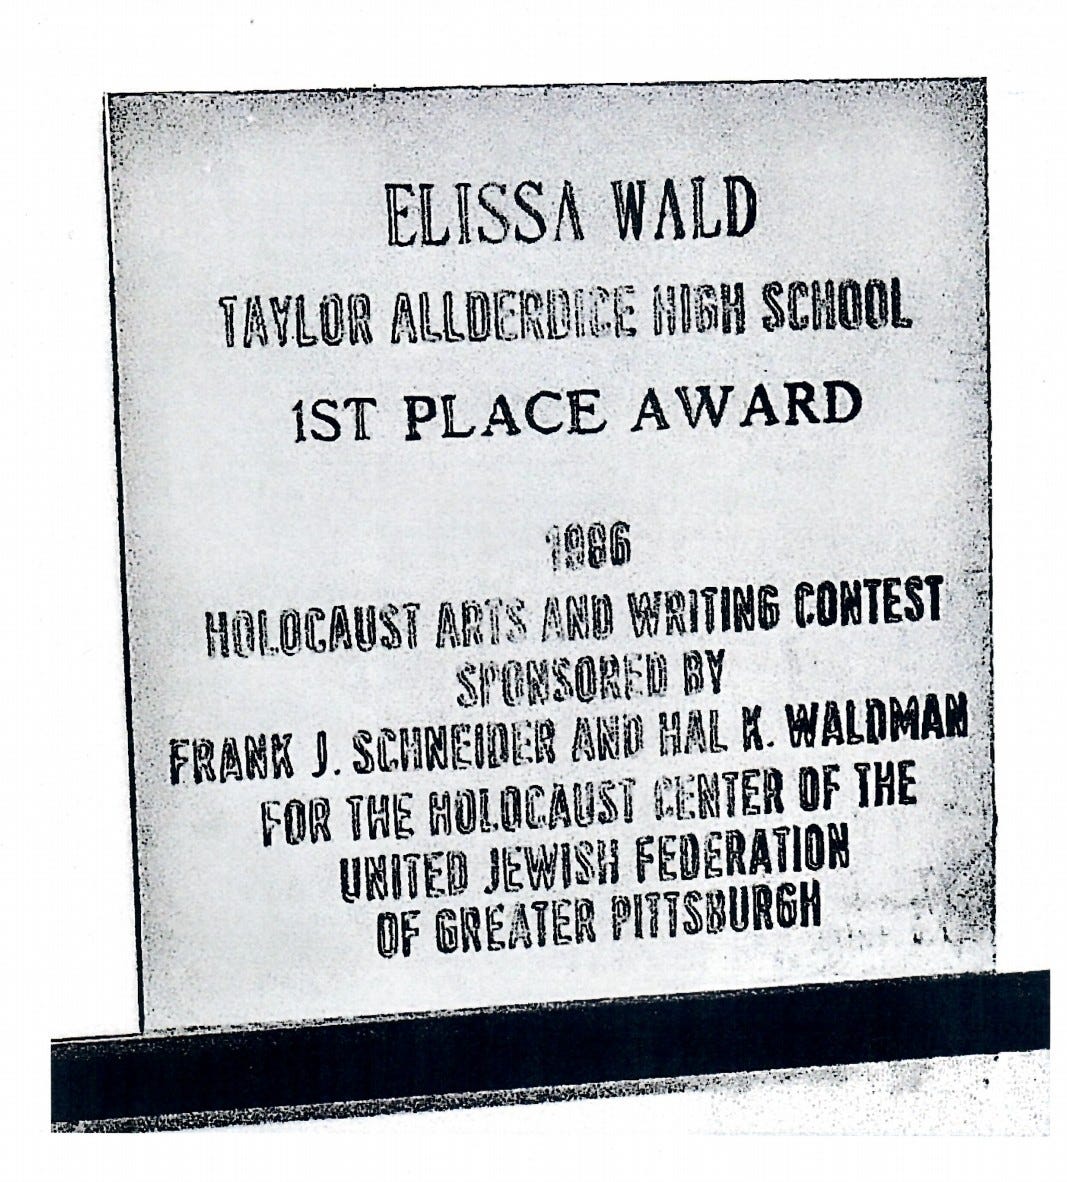 ELISSA WALD
TAYLOR ALLDERDICE HIGH SCHOOL
1ST PLACE AWARD
1986
HOLOCAUST ARTS AND WRITING CONTEST
SPONSORED BY
FRANK J. SCHNEIDER AND HAL K. WALDMAN
FOR THE HOLOCAUST CENTER OF THE
UNITED JEWISH FEDERATION
OF GREATER PITTSBURGH